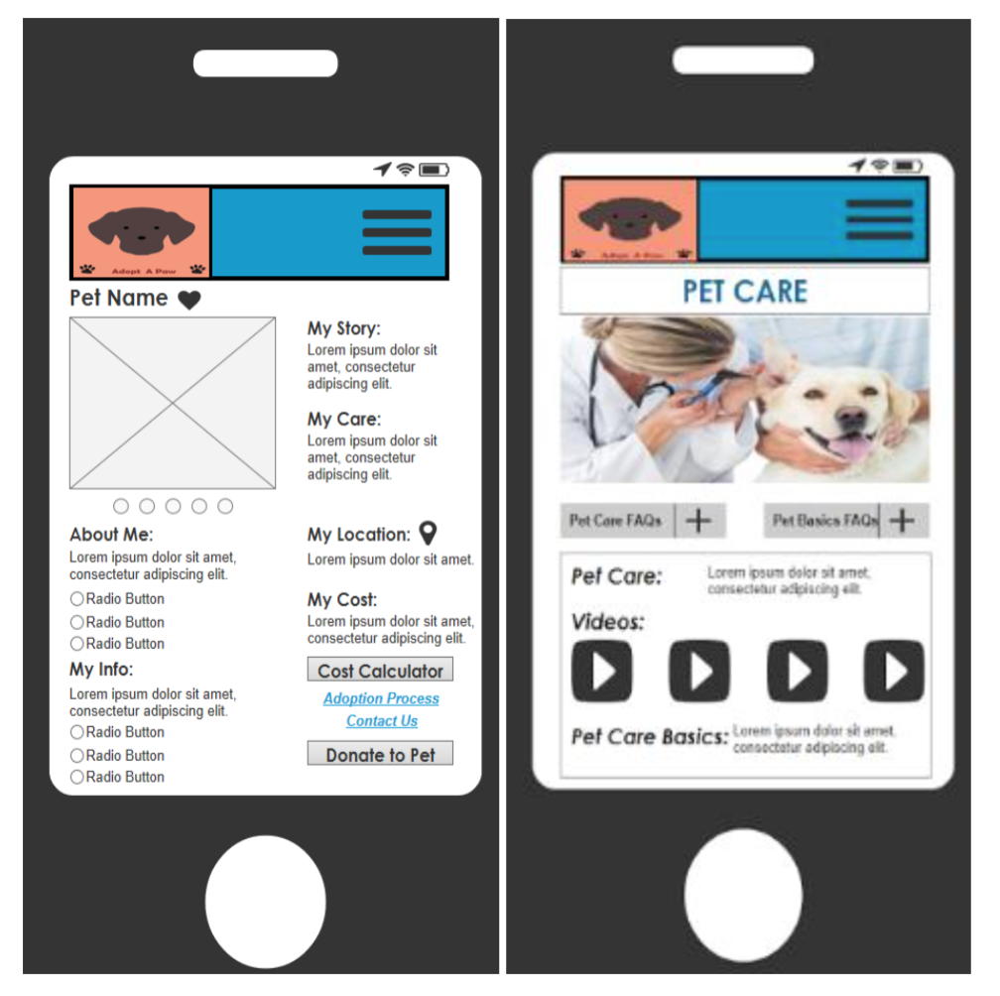 Adopt A Paw
Pet Name
My Story:
Lorem ipsum dolor sit
amet, consectetur
adipiscing elit.
My Care:
Lorem ipsum dolor sit
amet, consectetur
adipiscing elit.
About Me:
Lorem ipsum dolor sit amet,
consectetur adipiscing elit.
Radio Button
Radio Button
Radio Button
My Info:
Lorem ipsum dolor sit amet,
consectetur adipiscing elit.
Radio Button
Radio Button
Radio Button
My Location:
Lorem ipsum dolor sit amet.
My Cost:
Lorem ipsum dolor sit amet,
consectetur adipiscing elit.
Cost Calculator
Adoption Process
Contact Us
Donate to Pet
Adopt A Paw
PET CARE
Pet Care FAQs
Pet Basics FAQs
Pet Care:
Lorem ipsum dolor sit amet,
consectetur adipiscing elit.
Videos:
Pet Care Basics:
Lorem ipsum dolor sit amet,
consectetur adipiscing elit.